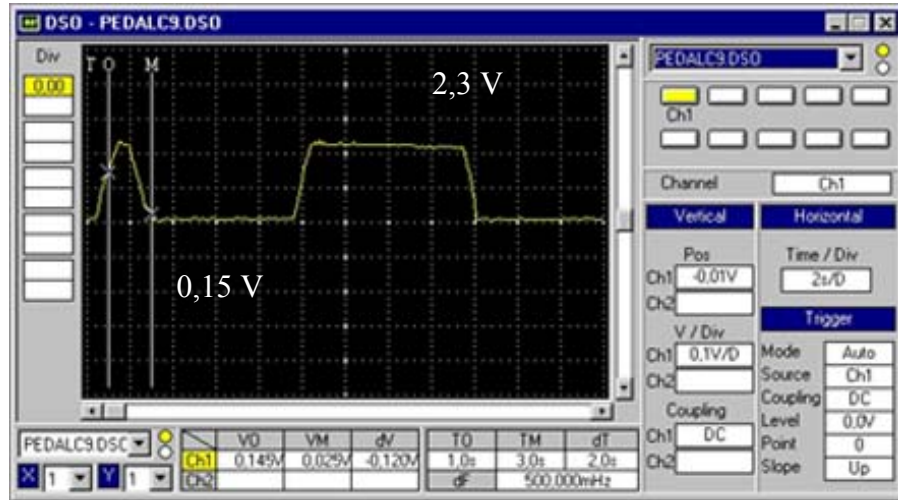 DSO - PEDALC9.DSO
Div
0,00
T O M
2,3 V
0,15 V
PEDALC9.DSO
Ch1
Channel Ch1
Vertical Horizontal
Pos Time / Div
Ch1 -0,01V 2s/D
Ch2
Trigger
V / Div
Ch1 0,1V/D Mode Auto
Ch2 Source Ch1
Coupling Coupling DC
Ch1 DC Level 0,0V
Ch2 Point 0
Slope Up
PEDALC9.DSO VO VM dV TO TM dT
Ch1 0,145V 0,025V -0,120V 1,0s 3,0s 2,0s
X 1 Y 1 Ch2 dF 500.000mHz